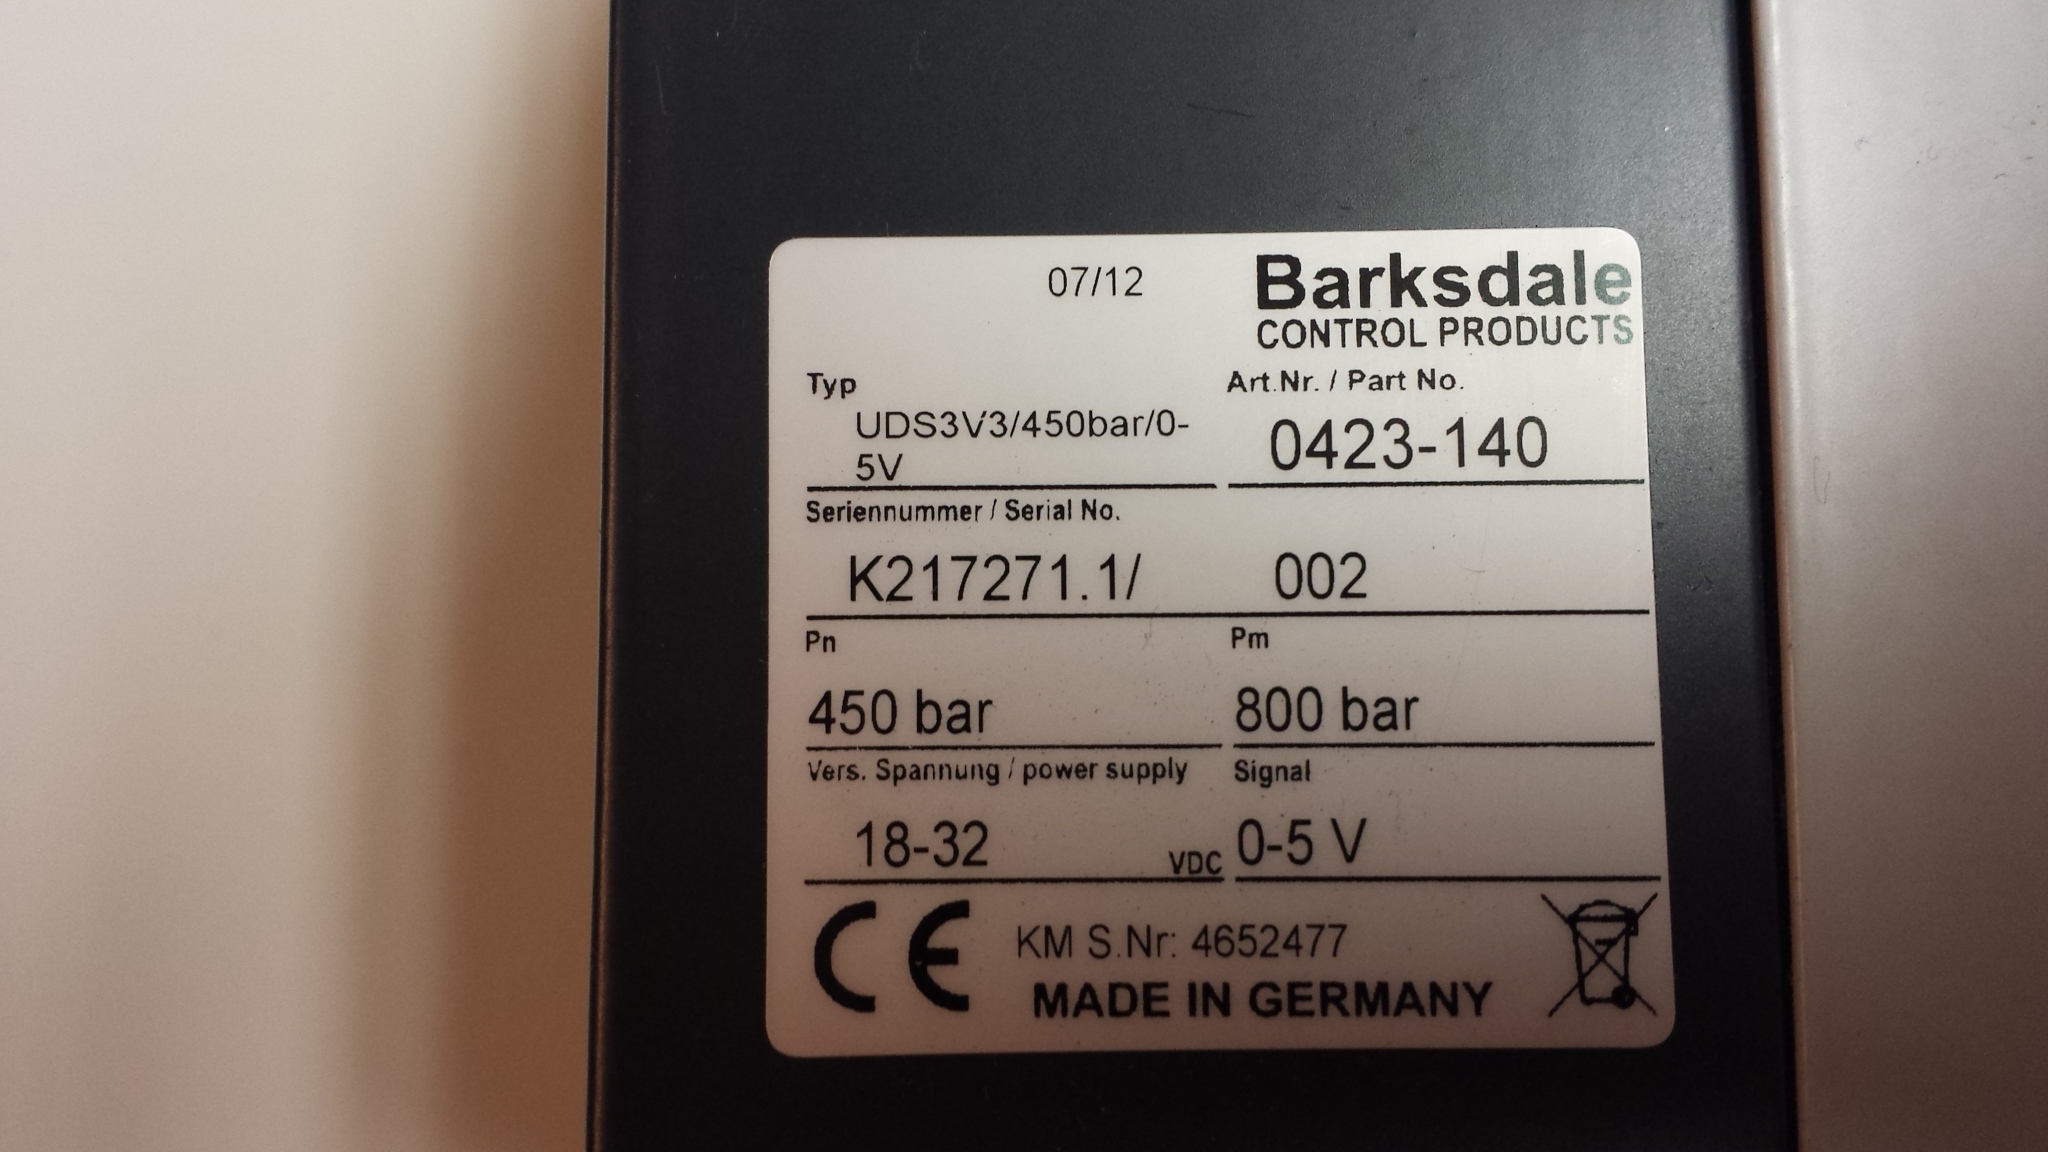 07/12
Barksdale
CONTROL PRODUCTS
Typ
UDS3V3/450bar/0-
5V
Art.Nr. / Part No.
0423-140
Seriennummer / Serial No.
K217271.1/ 002
Pn
450 bar
Pm
800 bar
Vers. Spannung / power supply
18-32 VDC
Signal
0-5 V
CE KM S.Nr: 4652477
MADE IN GERMANY